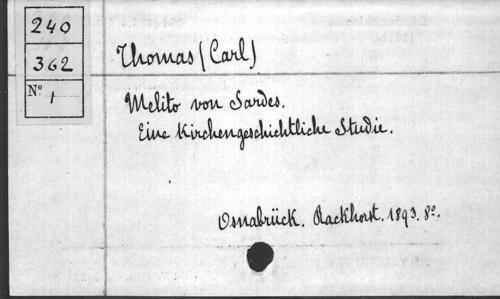 240
362
Nº 1
Thomas (Carl)
Melito von Sardes.
Eine kirchengeschichtliche Studie.
Osnabrück. Rackhorst. 1893. 8º.